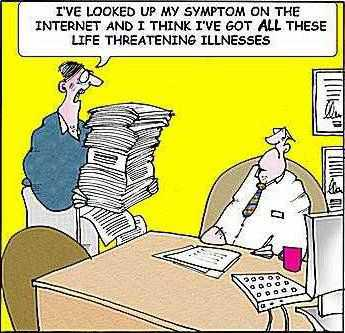 I'VE LOOKED UP MY SYMPTOM ON THE
INTERNET AND I THINK I'VE GOT ALL THESE
LIFE THREATENING ILLNESSES